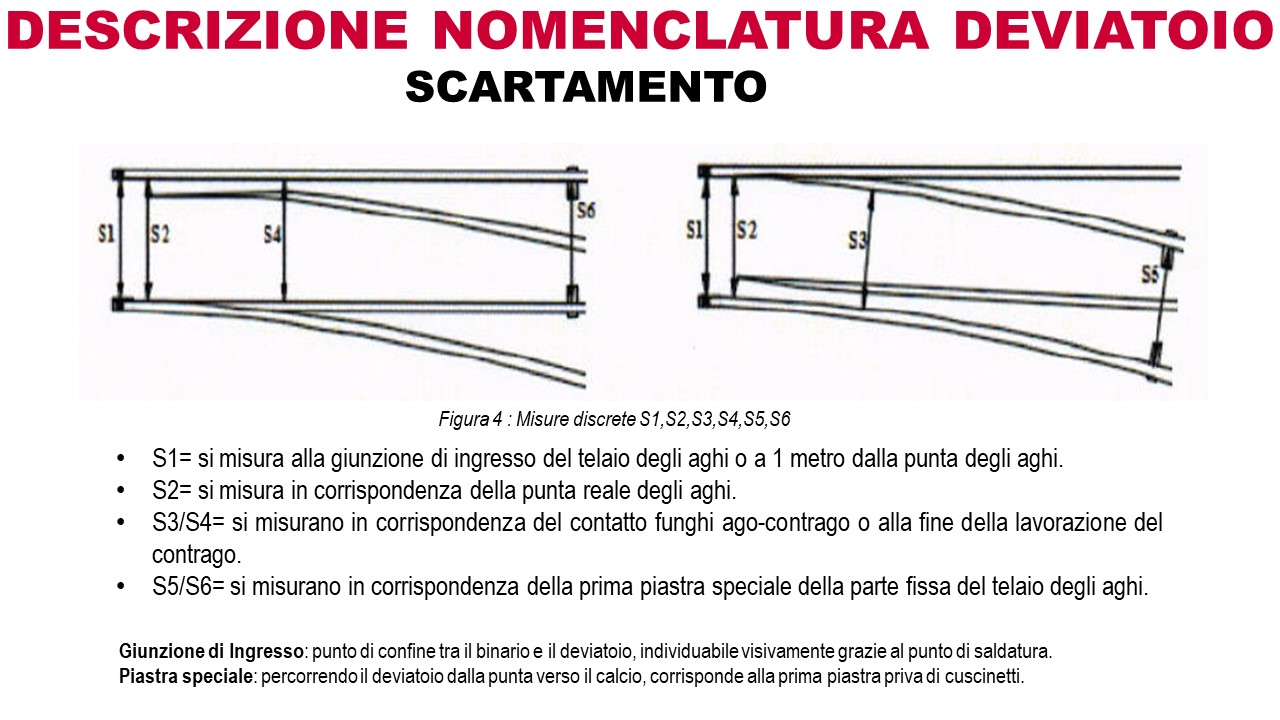 DESCRIZIONE NOMENCLATURA DEVIATOIO
SCARTAMENTO
S1 S2 S4 S6
S1 S2 S3 S5
Figura 4 : Misure discrete S1,S2,S3,S4,S5,S6
• S1= si misura alla giunzione di ingresso del telaio degli aghi o a 1 metro dalla punta degli aghi.
• S2= si misura in corrispondenza della punta reale degli aghi.
• S3/S4= si misurano in corrispondenza del contatto funghi ago-contrago o alla fine della lavorazione del
contrago.
• S5/S6= si misurano in corrispondenza della prima piastra speciale della parte fissa del telaio degli aghi.
Giunzione di Ingresso: punto di confine tra il binario e il deviatoio, individuabile visivamente grazie al punto di saldatura.
Piastra speciale: percorrendo il deviatoio dalla punta verso il calcio, corrisponde alla prima piastra priva di cuscinetti.